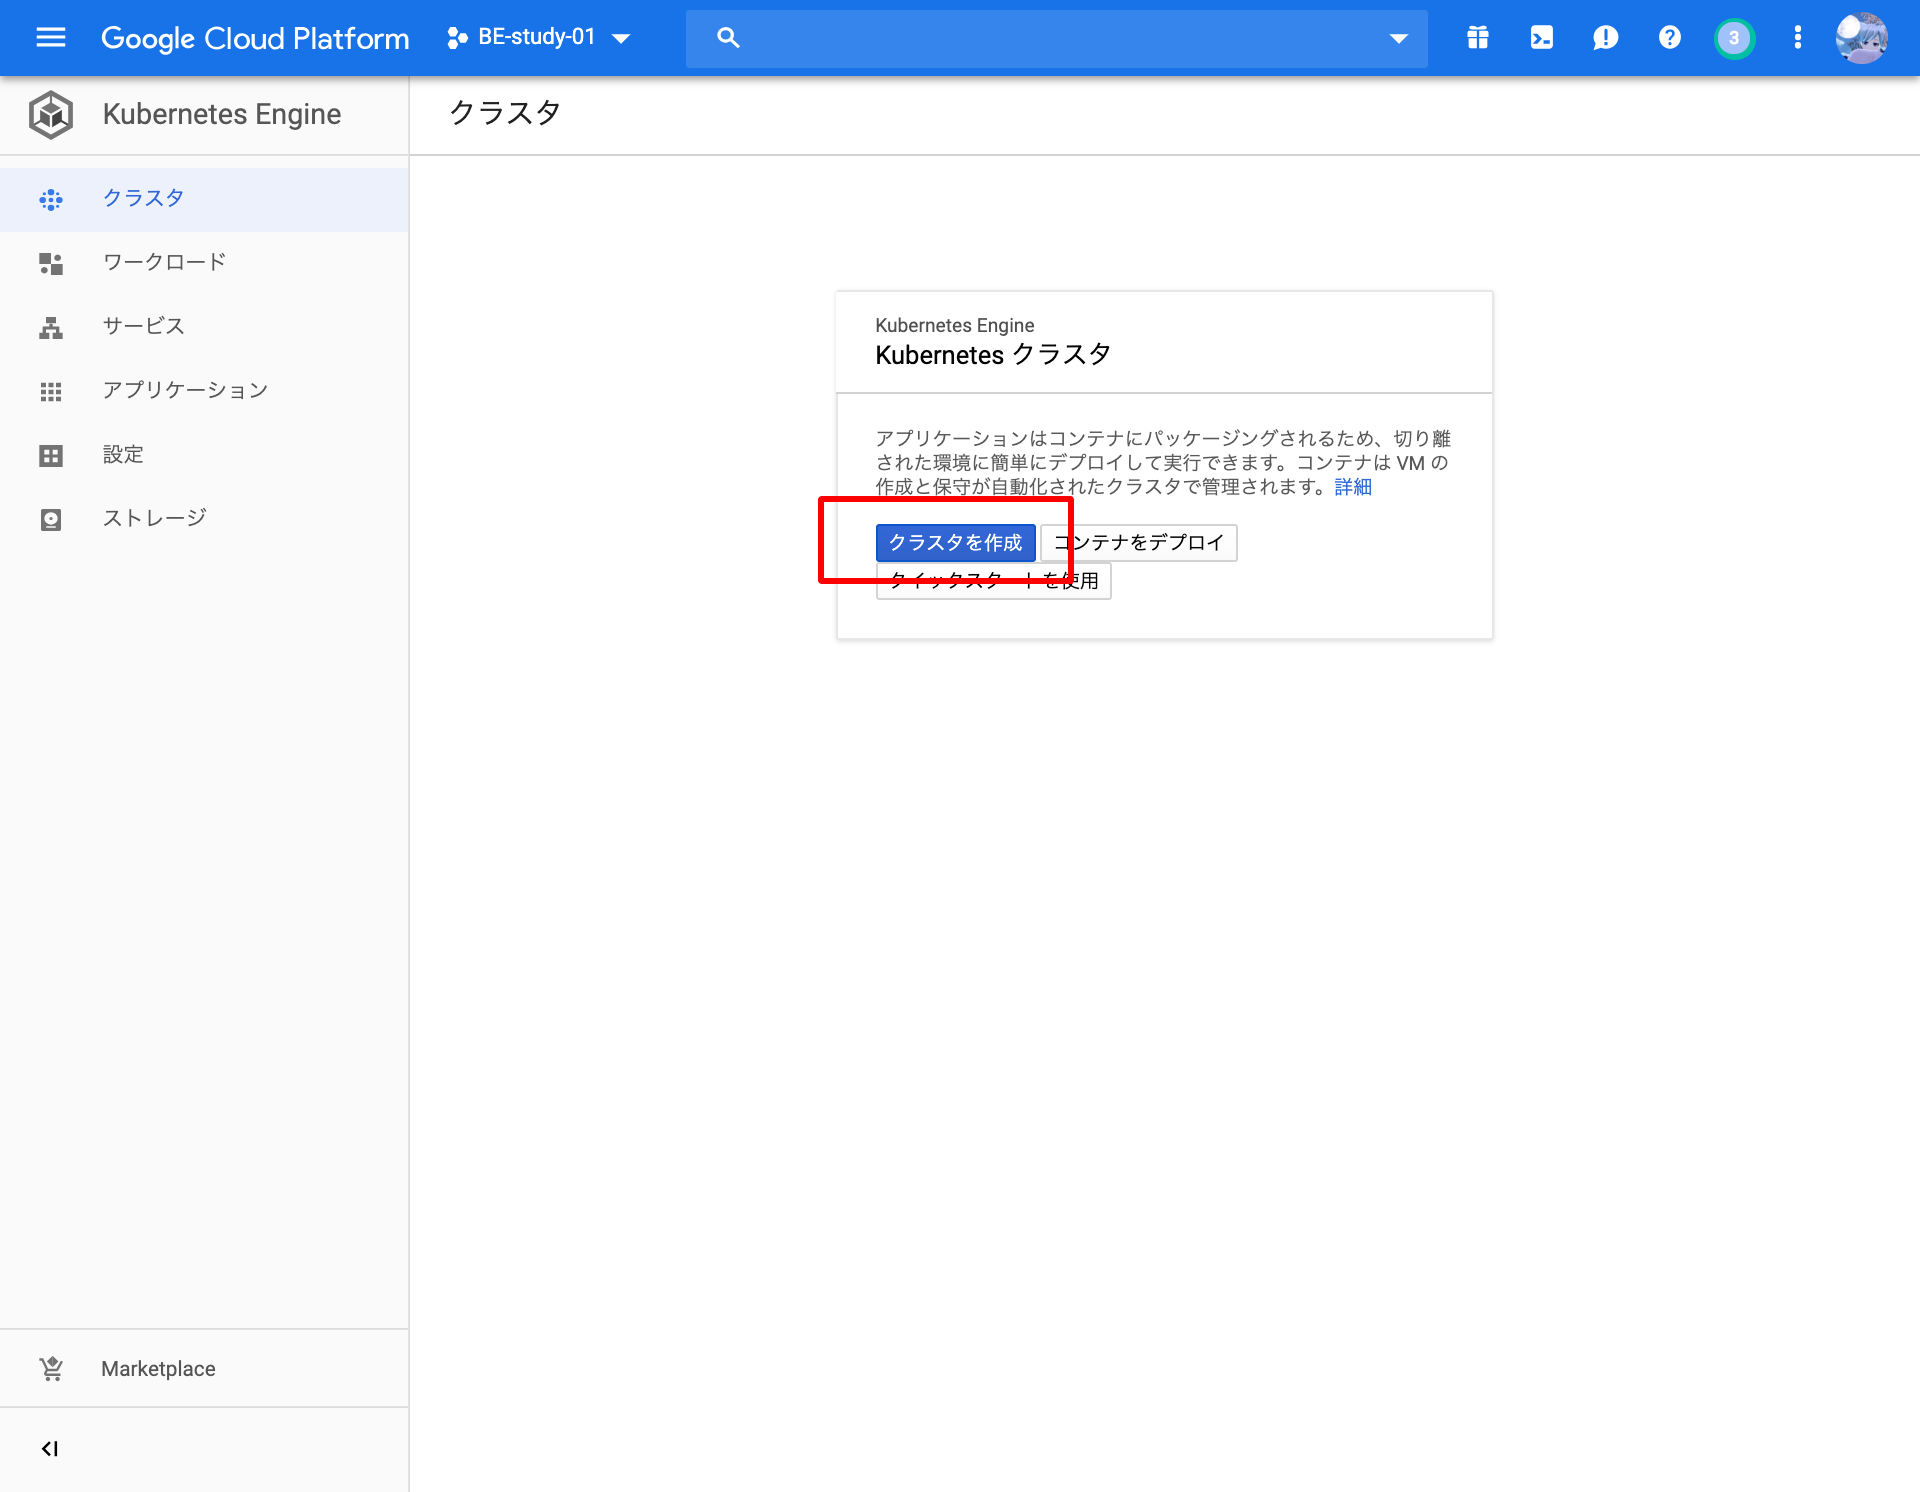 Google Cloud Platform
BE-study-01
3
Kubernetes Engine
クラスタ
クラスタ
ワークロード
サービス
アプリケーション
設定
ストレージ
Kubernetes Engine
Kubernetes クラスタ
アプリケーションはコンテナにパッケージングされるため、切り離
された環境に簡単にデプロイして実行できます。コンテナは VM の
作成と保守が自動化されたクラスタで管理されます。詳細
クラスタを作成
コンテナをデプロイ
クイックスタートを使用
Marketplace